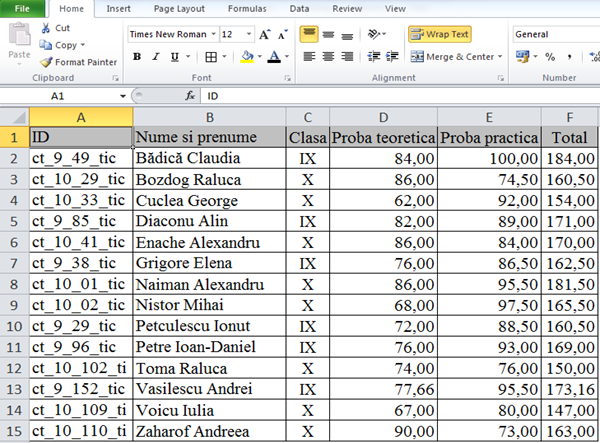 File Home Insert Page Layout Formulas Data Review View
Cut
Copy
Format Painter
Paste
Clipboard
Times New Roman 12 A A
B I U
Font
Wrap Text
Merge & Center
Alignment
General
% ,
Number
A1 fx ID
A B C D E F
1 ID Nume si prenume Clasa Proba teoretica Proba practica Total
2 ct_9_49_tic Bădică Claudia IX 84,00 100,00 184,00
3 ct_10_29_tic Bozdog Raluca X 86,00 74,50 160,50
4 ct_10_33_tic Cuclea George X 62,00 92,00 154,00
5 ct_9_85_tic Diaconu Alin IX 82,00 89,00 171,00
6 ct_10_41_tic Enache Alexandru X 86,00 84,00 170,00
7 ct_9_38_tic Grigore Elena IX 76,00 86,50 162,50
8 ct_10_01_tic Naiman Alexandru X 86,00 95,50 181,50
9 ct_10_02_tic Nistor Mihai X 68,00 97,50 165,50
10 ct_9_29_tic Petculescu Ionut IX 72,00 88,50 160,50
11 ct_9_96_tic Petre Ioan-Daniel IX 76,00 93,00 169,00
12 ct_10_102_ti Toma Raluca X 74,00 76,00 150,00
13 ct_9_152_tic Vasilescu Andrei IX 77,66 95,50 173,16
14 ct_10_109_ti Voicu Iulia X 67,00 80,00 147,00
15 ct_10_110_ti Zaharof Andreea X 90,00 73,00 163,00